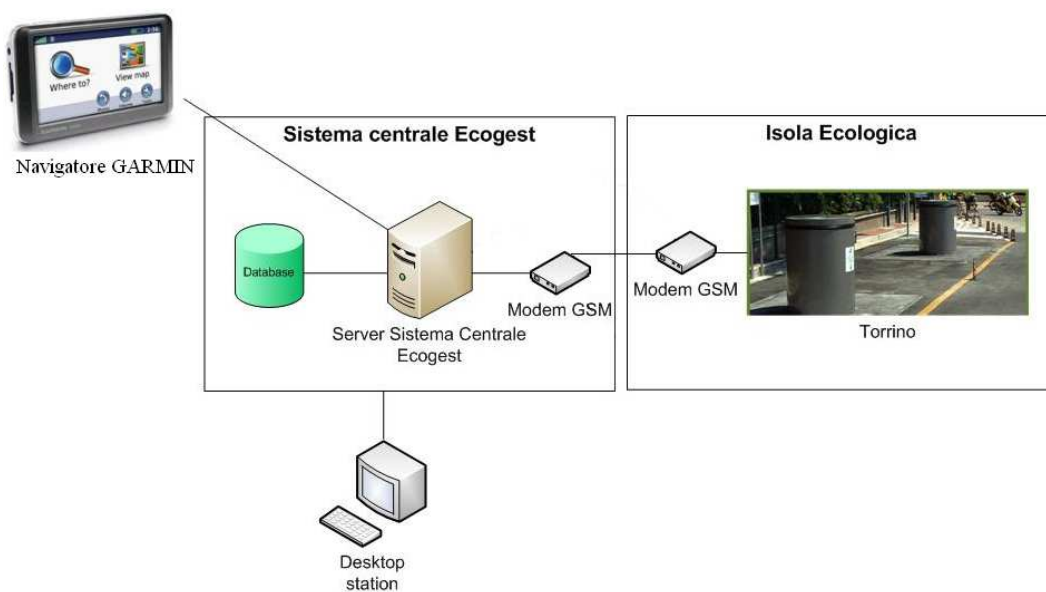 Where to?
View map
Navigatore GARMIN
Sistema centrale Ecogest
Isola Ecologica
Database
Server Sistema Centrale
Ecogest
Modem GSM
Modem GSM
Torrino
Desktop
station